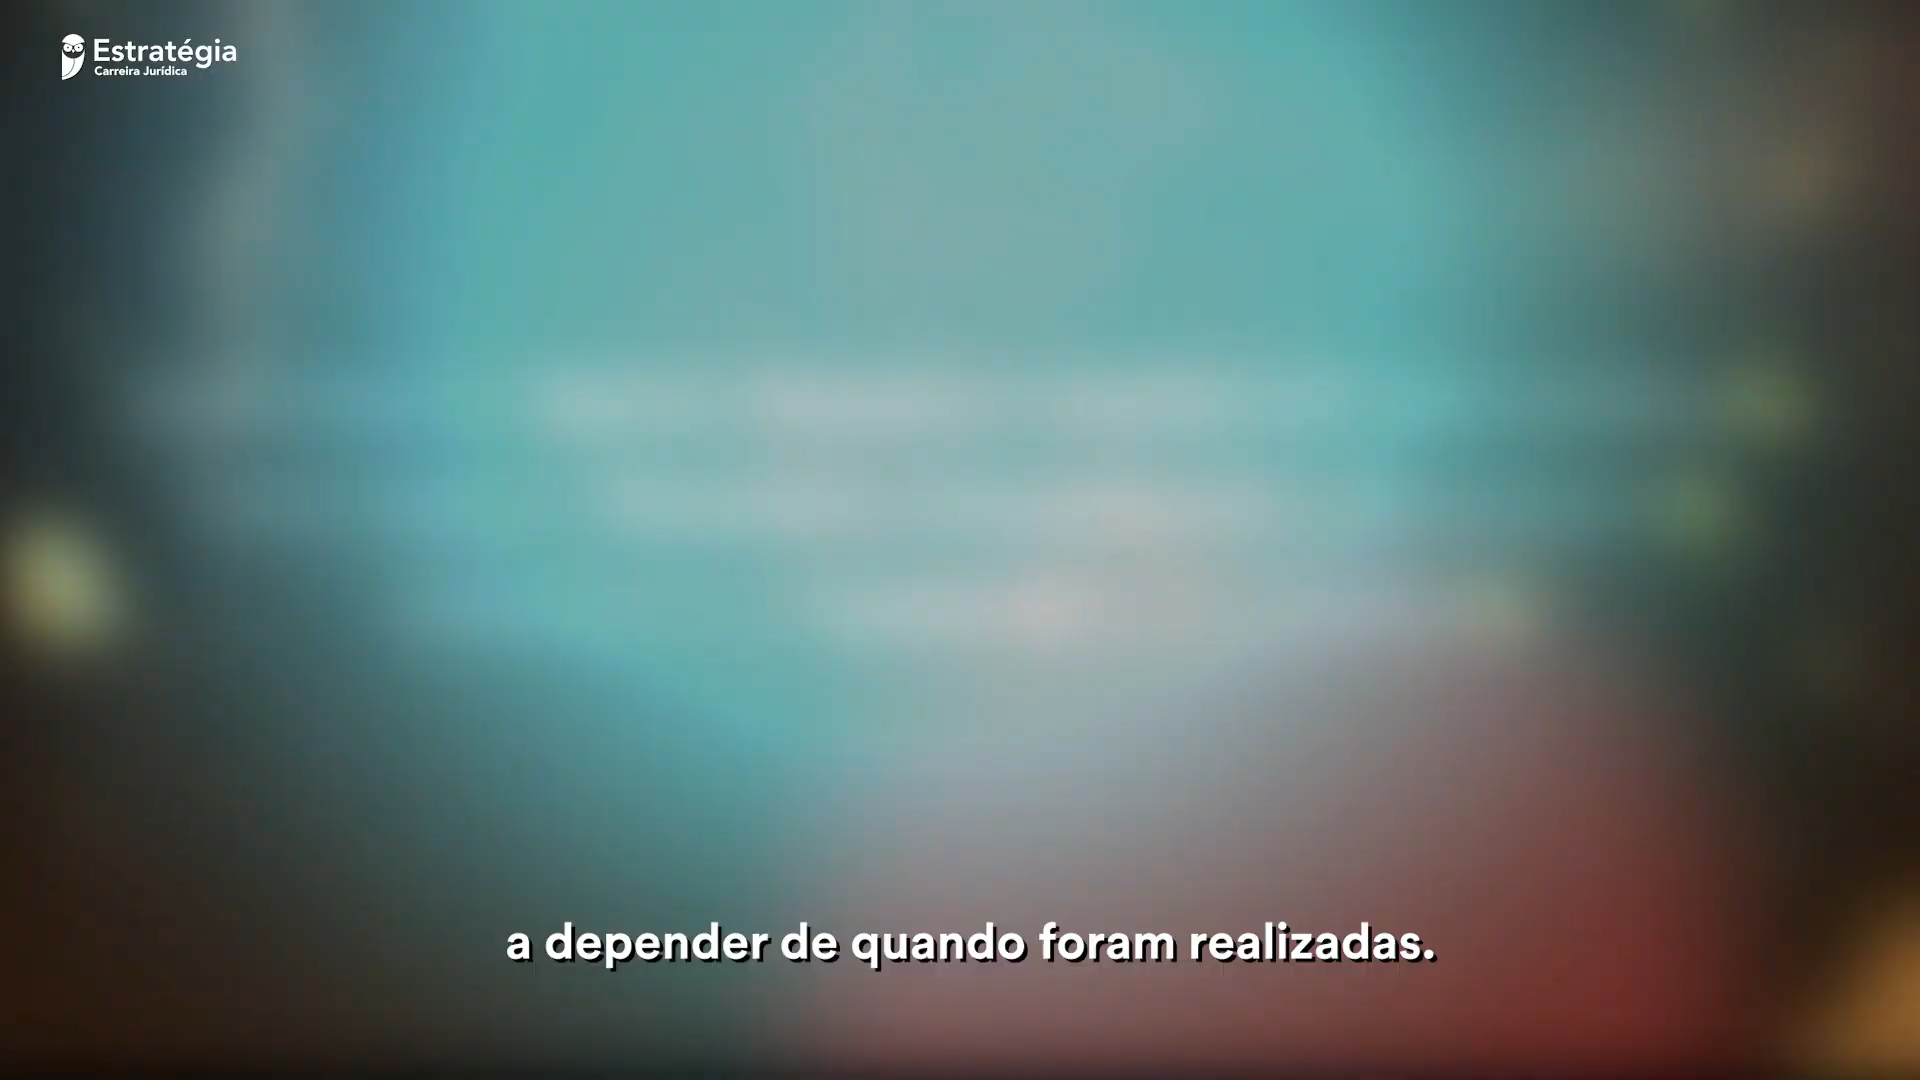 Estratégia
Carreira Jurídica
a depender de quando foram realizadas.